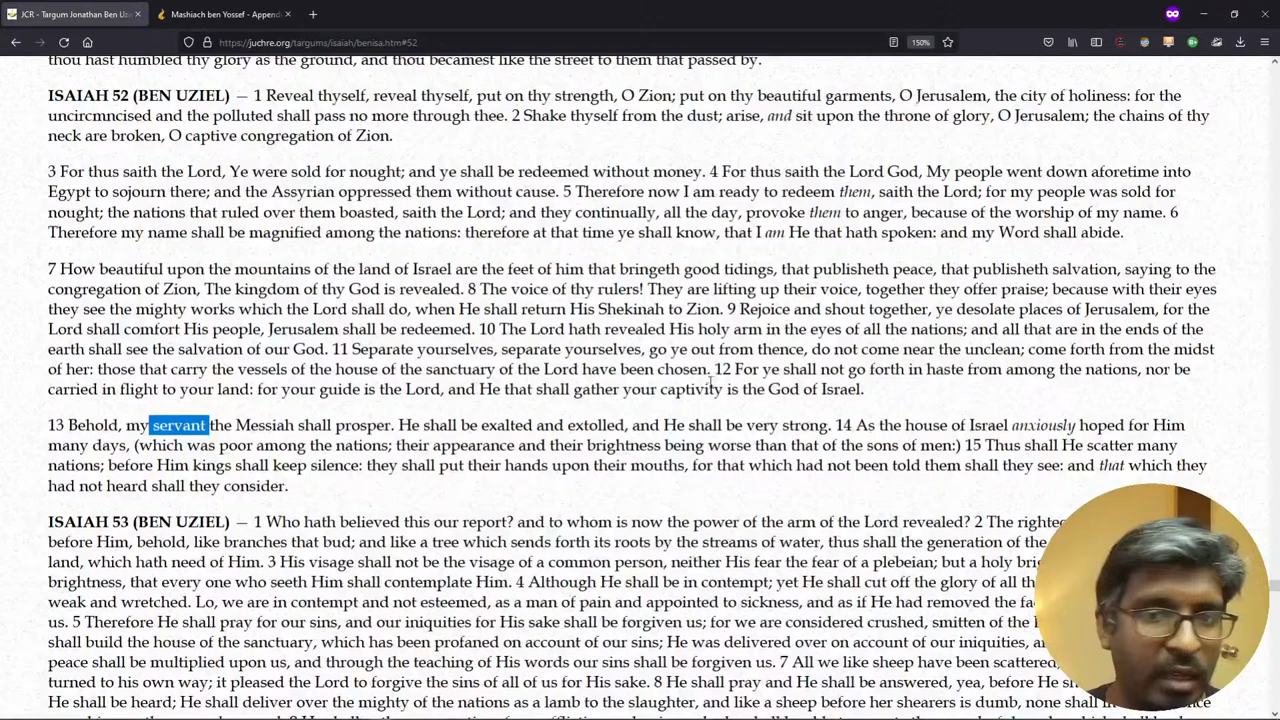 JCR - Targum Jonathan Ben Uz
Mashiach ben Yossef - Append
https://juchre.org/targums/isaiah/benisa.htm#52
150%
thou hast humbled thy glory as the ground, and thou becamest like the street to them that passed by.
ISAIAH 52 (BEN UZIEL) — 1 Reveal thyself, reveal thyself, put on thy strength, O Zion; put on thy beautiful garments, O Jerusalem, the city of holiness: for the
uncircmncised and the polluted shall pass no more through thee. 2 Shake thyself from the dust; arise, and sit upon the throne of glory, O Jerusalem; the chains of thy
neck are broken, O captive congregation of Zion.
3 For thus saith the Lord, Ye were sold for nought; and ye shall be redeemed without money. 4 For thus saith the Lord God, My people went down aforetime into
Egypt to sojourn there; and the Assyrian oppressed them without cause. 5 Therefore now I am ready to redeem them, saith the Lord; for my people was sold for
nought; the nations that ruled over them boasted, saith the Lord; and they continually, all the day, provoke them to anger, because of the worship of my name. 6
Therefore my name shall be magnified among the nations: therefore at that time ye shall know, that I am He that hath spoken: and my Word shall abide.
7 How beautiful upon the mountains of the land of Israel are the feet of him that bringeth good tidings, that publisheth peace, that publisheth salvation, saying to the
congregation of Zion, The kingdom of thy God is revealed. 8 The voice of thy rulers! They are lifting up their voice, together they offer praise; because with their eyes
they see the mighty works which the Lord shall do, when He shall return His Shekinah to Zion. 9 Rejoice and shout together, ye desolate places of Jerusalem, for the
Lord shall comfort His people, Jerusalem shall be redeemed. 10 The Lord hath revealed His holy arm in the eyes of all the nations; and all that are in the ends of the
earth shall see the salvation of our God. 11 Separate yourselves, separate yourselves, go ye out from thence, do not come near the unclean; come forth from the midst
of her: those that carry the vessels of the house of the sanctuary of the Lord have been chosen. 12 For ye shall not go forth in haste from among the nations, nor be
carried in flight to your land: for your guide is the Lord, and He that shall gather your captivity is the God of Israel.
13 Behold, my servant the Messiah shall prosper. He shall be exalted and extolled, and He shall be very strong. 14 As the house of Israel anxiously hoped for Him
many days, (which was poor among the nations; their appearance and their brightness being worse than that of the sons of men:) 15 Thus shall He scatter many
nations; before Him kings shall keep silence: they shall put their hands upon their mouths, for that which had not been told them shall they see: and that which they
had not heard shall they consider.
ISAIAH 53 (BEN UZIEL) — 1 Who hath believed this our report? and to whom is now the power of the arm of the Lord revealed? 2 The
before Him, behold, like branches that bud; and like a tree which sends forth its roots by the streams of water, thus shall the generation of the
land, which hath need of Him. 3 His visage shall not be the visage of a common person, neither His fear the fear of a plebeian; but a holy
brightness, that every one who seeth Him shall contemplate Him. 4 Although He shall be in contempt; yet He shall cut off the glory of all
weak and wretched. Lo, we are in contempt and not esteemed, as a man of pain and appointed to sickness, and as if He had removed the
us. 5 Therefore He shall pray for our sins, and our iniquities for His sake shall be forgiven us; for we are considered crushed, smitten of the
shall build the house of the sanctuary, which has been profaned on account of our sins; He was delivered over on account of our iniquities,
peace shall be multiplied upon us, and through the teaching of His words our sins shall be forgiven us. 7 All we like sheep have been scattered,
turned to his own way; it pleased the Lord to forgive the sins of all of us for His sake. 8 He shall pray and He shall be answered, yea, before
He shall be heard; He shall deliver over the mighty of the nations as a lamb to the slaughter, and like a sheep before her shearers is dumb, none shall